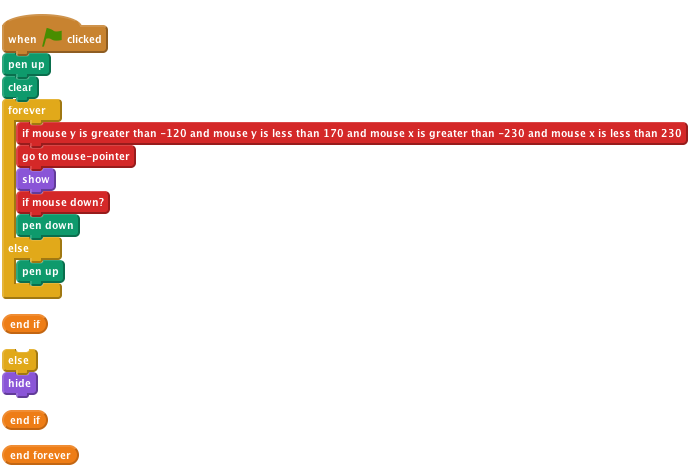 when clicked
pen up
clear
forever
if mouse y is greater than -120 and mouse y is less than 170 and mouse x is greater than -230 and mouse x is less than 230
go to mouse-pointer
show
if mouse down?
pen down
else
pen up
end if
else
hide
end if
end forever